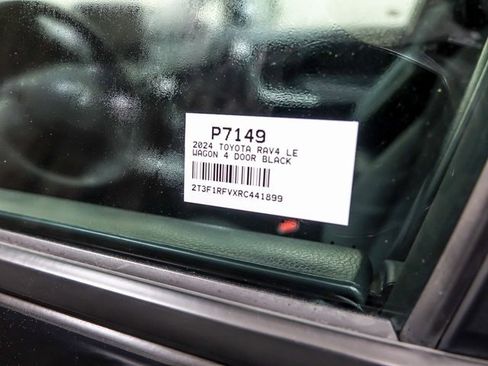 P7149
2024 TOYOTA RAV4 LE
WAGON 4 DOOR BLACK
2T3F1RFVXRC441899